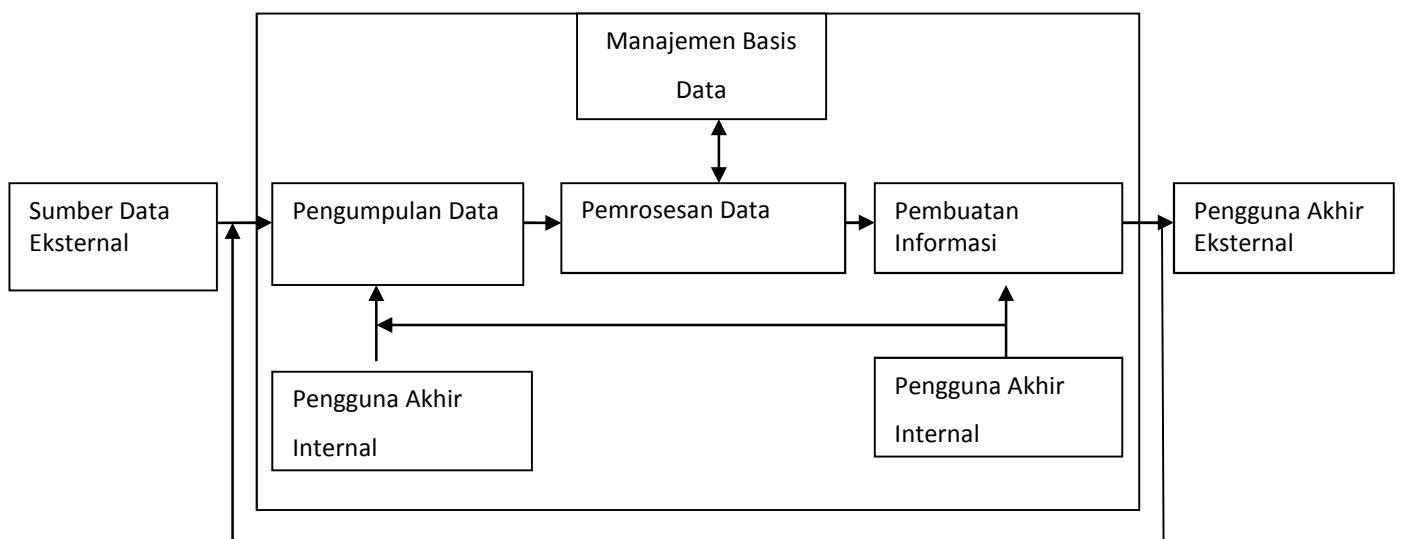 Manajemen Basis
Data
Sumber Data
Eksternal
Pengumpulan Data
Pemrosesan Data
Pembuatan
Informasi
Pengguna Akhir
Eksternal
Pengguna Akhir
Internal
Pengguna Akhir
Internal